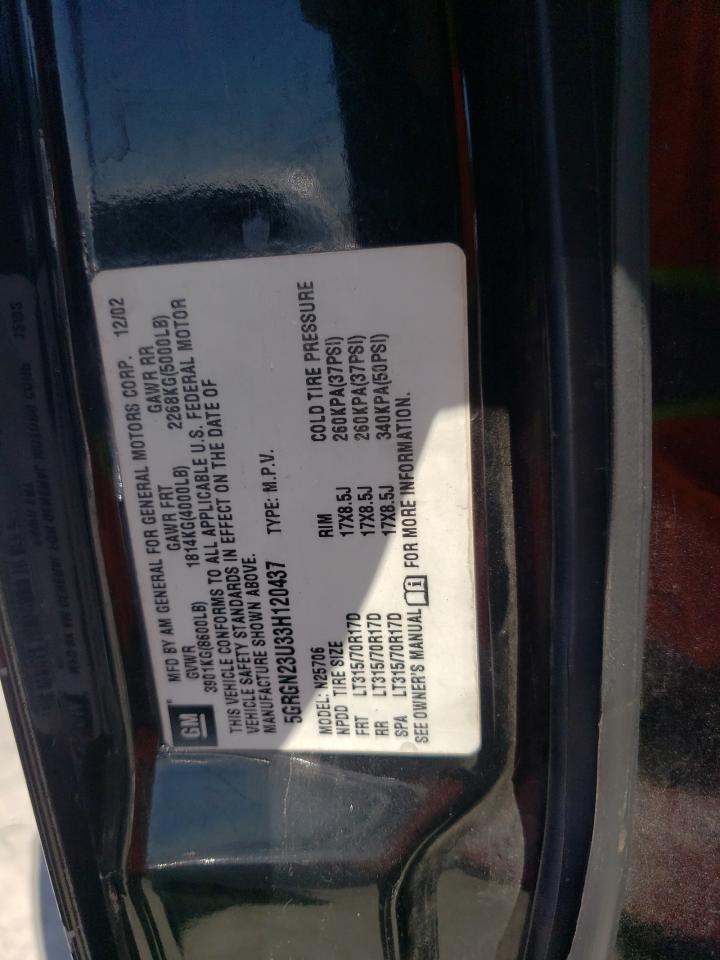 GM
MFD BY AM GENERAL FOR GENERAL MOTORS CORP. 12/02
GVWR GAWR FRT GAWR RR
3901KG(8600LB) 1814KG(4000LB) 2268KG(5000LB)
THIS VEHICLE CONFORMS TO ALL APPLICABLE U.S. FEDERAL MOTOR
VEHICLE SAFETY STANDARDS IN EFFECT ON THE DATE OF
MANUFACTURE SHOWN ABOVE.
5GRGN23U33H120437 TYPE: M.P.V.
MODEL: N25706
NPDD TIRE SIZE RIM COLD TIRE PRESSURE
FRT LT315/70R17D 17X8.5J 260KPA(37PSI)
RR LT315/70R17D 17X8.5J 260KPA(37PSI)
SPA LT315/70R17D 17X8.5J 340KPA(50PSI)
SEE OWNER'S MANUAL FOR MORE INFORMATION.